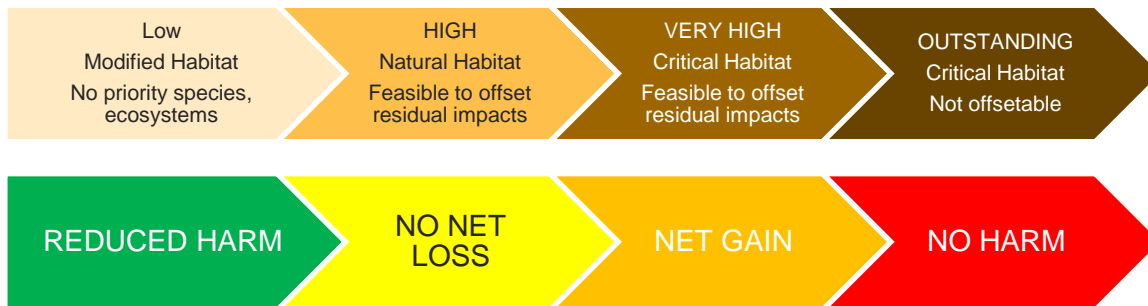 Low
Modified Habitat
No priority species,
ecosystems
HIGH
Natural Habitat
Feasible to offset
residual impacts
VERY HIGH
Critical Habitat
Feasible to offset
residual impacts
OUTSTANDING
Critical Habitat
Not offsetable
REDUCED HARM
NO NET
LOSS
NET GAIN
NO HARM